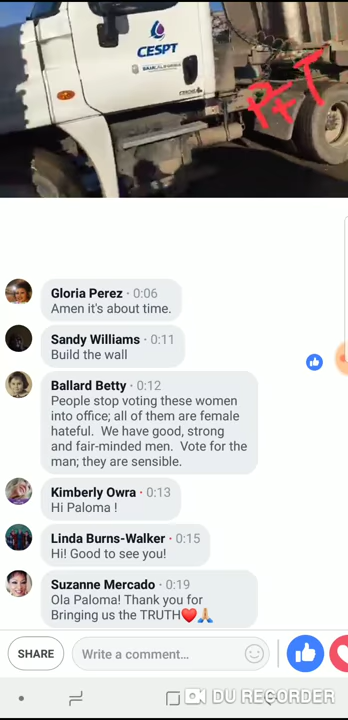 CESPT
P+T
Gloria Perez · 0:06
Amen it's about time.
Sandy Williams · 0:11
Build the wall
Ballard Betty · 0:12
People stop voting these women
into office; all of them are female
hateful. We have good, strong
and fair-minded men. Vote for the
man; they are sensible.
Kimberly Owra · 0:13
Hi Paloma !
Linda Burns-Walker · 0:15
Hi! Good to see you!
Suzanne Mercado · 0:19
Ola Paloma! Thank you for
Bringing us the TRUTH❤️🙏🏼
SHARE
Write a comment…
DU RECORDER